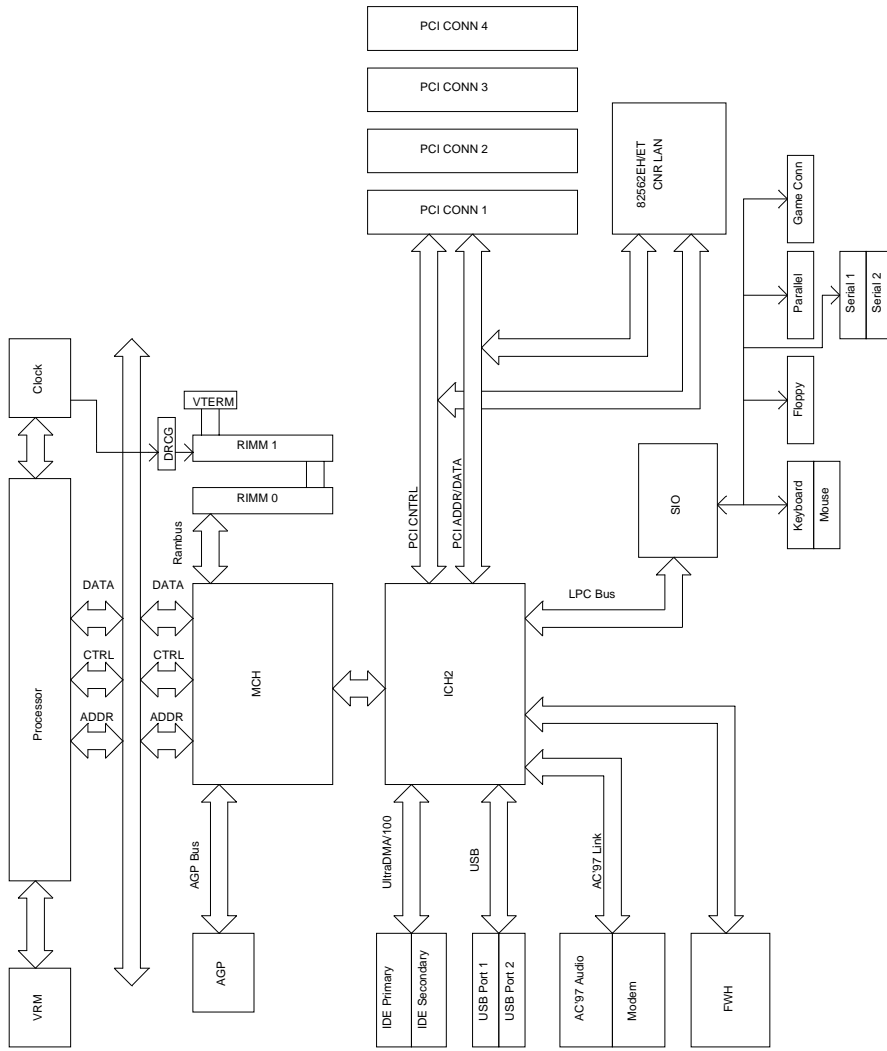 PCI CONN 4
PCI CONN 3
PCI CONN 2
PCI CONN 1
82562EH/ET
CNR LAN
Game Conn
Parallel
Serial 1
Serial 2
Floppy
Keyboard
Mouse
SIO
Clock
VTERM
DRCG
RIMM 1
RIMM 0
Rambus
PCI CNTRL
PCI ADDR/DATA
LPC Bus
Processor
DATA
CTRL
ADDR
DATA
CTRL
ADDR
MCH
ICH2
AGP Bus
UltraDMA/100
USB
AC'97 Link
VRM
AGP
IDE Primary
IDE Secondary
USB Port 1
USB Port 2
AC'97 Audio
Modem
FWH